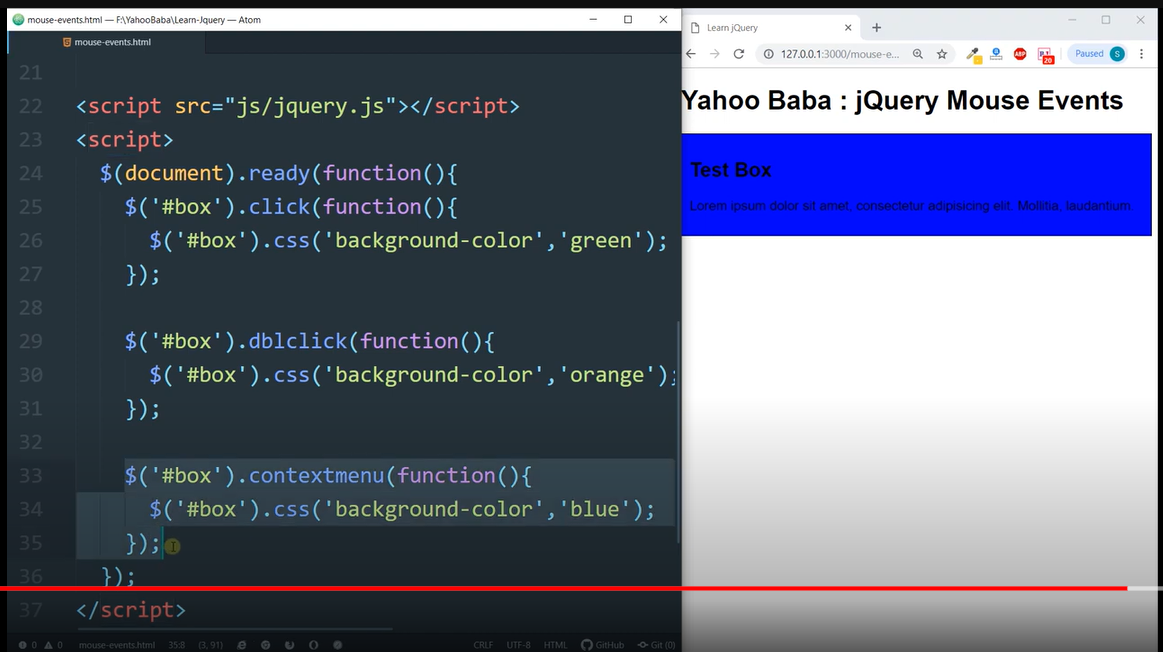 mouse-events.html — F:\YahooBaba\Learn-Jquery — Atom
mouse-events.html
21
22 <script src="js/jquery.js"></script>
23 <script>
24 $(document).ready(function(){
25 $('#box').click(function(){
26 $('#box').css('background-color','green');
27 });
28
29 $('#box').dblclick(function(){
30 $('#box').css('background-color','orange');
31 });
32
33 $('#box').contextmenu(function(){
34 $('#box').css('background-color','blue');
35 });
36 });
37 </script>
0 0 mouse-events.html 35:8 (3, 91) CRLF UTF-8 HTML GitHub Git (0)
Learn jQuery
127.0.0.1:3000/mouse-e... ABP 20 Paused S
Yahoo Baba : jQuery Mouse Events
Test Box
Lorem ipsum dolor sit amet, consectetur adipisicing elit. Mollitia, laudantium.